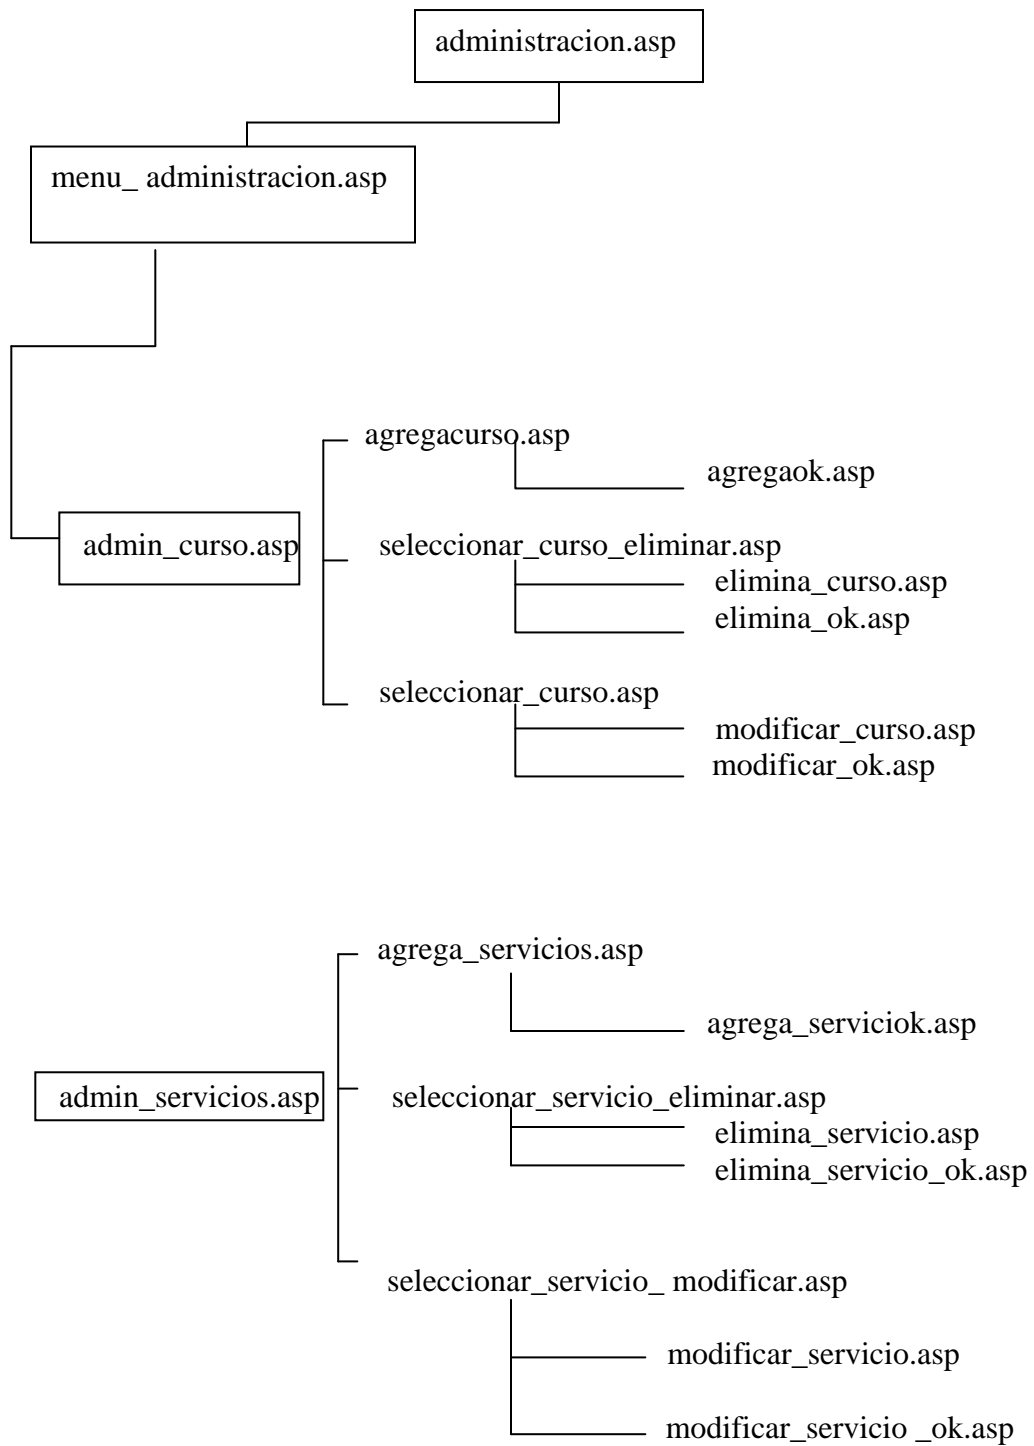 administracion.asp
menu_ administracion.asp
agregacurso.asp
agregaok.asp
admin_curso.asp
seleccionar_curso_eliminar.asp
elimina_curso.asp
elimina_ok.asp
seleccionar_curso.asp
modificar_curso.asp
modificar_ok.asp
agrega_servicios.asp
agrega_serviciok.asp
admin_servicios.asp
seleccionar_servicio_eliminar.asp
elimina_servicio.asp
elimina_servicio_ok.asp
seleccionar_servicio_ modificar.asp
modificar_servicio.asp
modificar_servicio _ok.asp